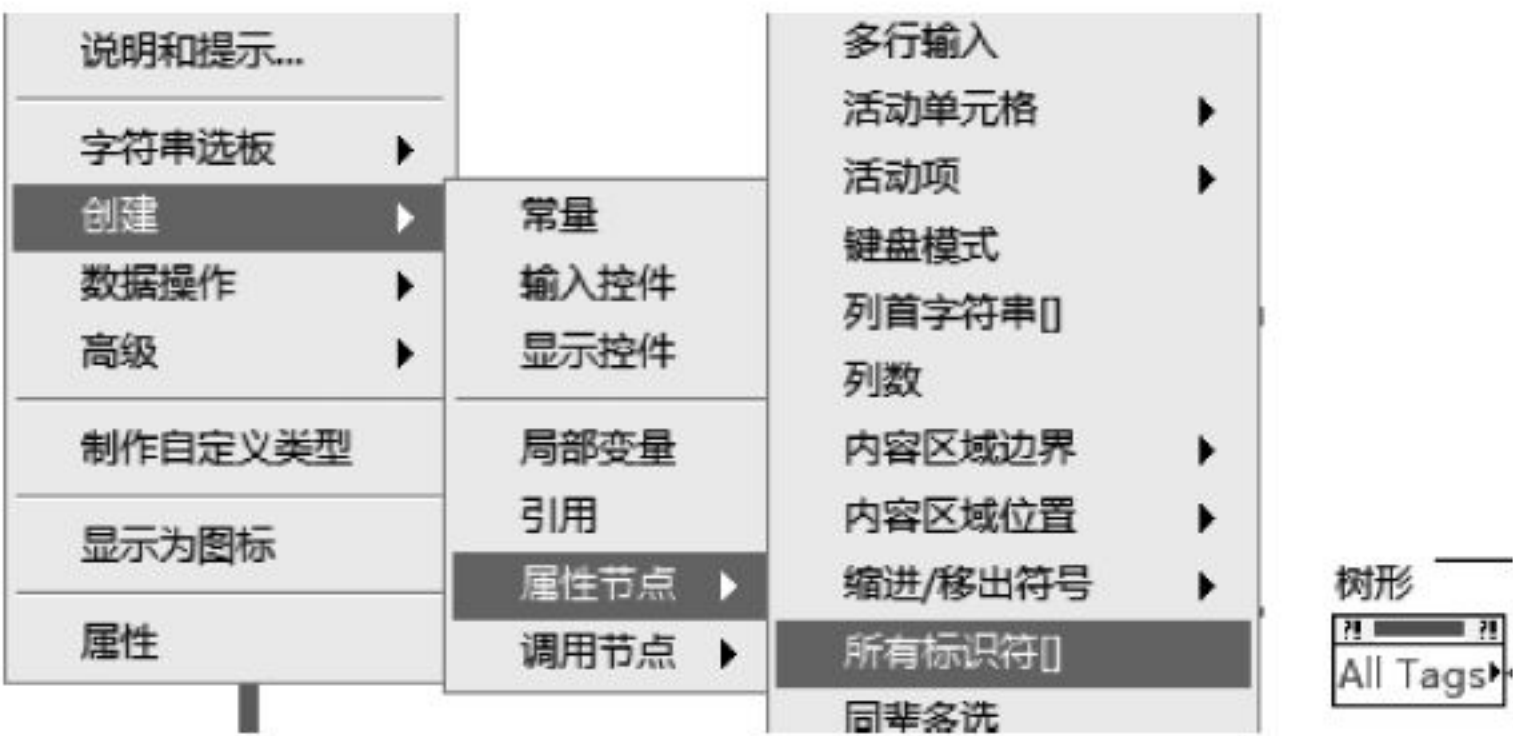 说明和提示...
字符串选板
创建
数据操作
高级
制作自定义类型
显示为图标
属性
常量
输入控件
显示控件
局部变量
引用
属性节点
调用节点
多行输入
活动单元格
活动项
键盘模式
列首字符串[]
列数
内容区域边界
内容区域位置
缩进/移出符号
所有标识符[]
同辈多选
树形
?! ?!
All Tags